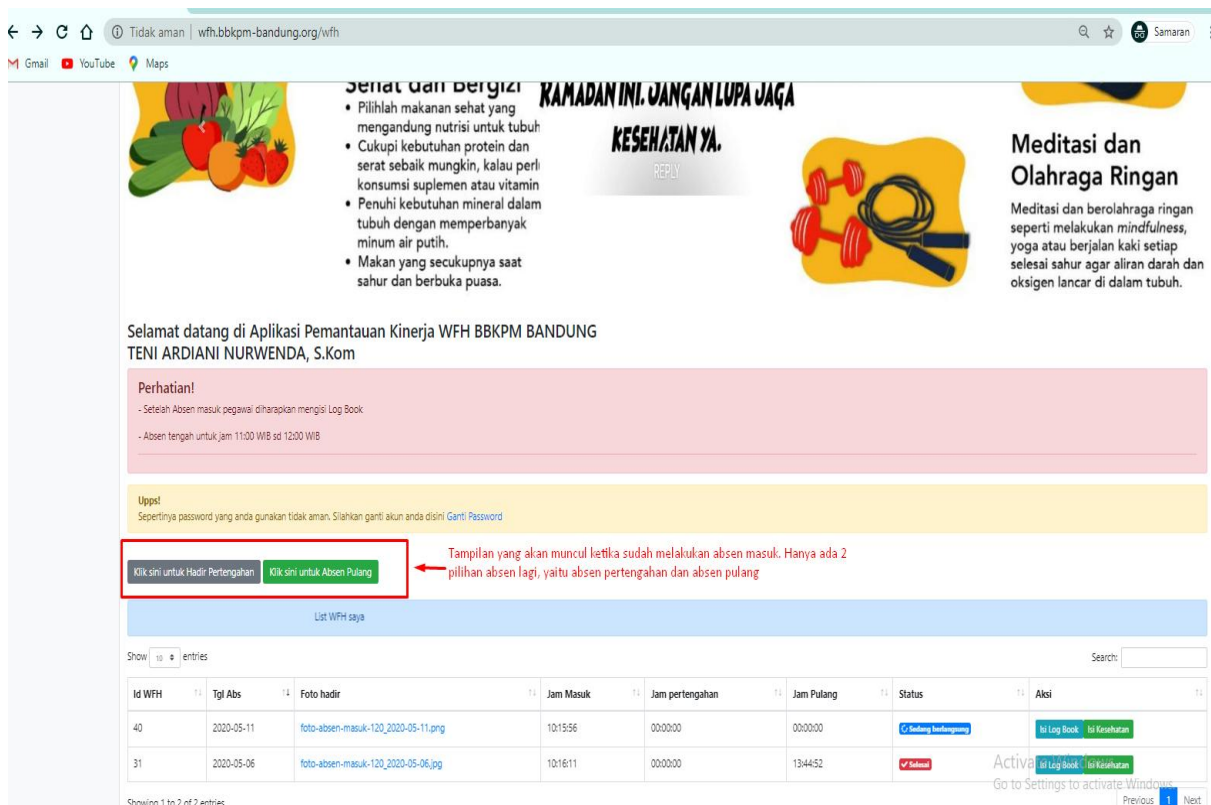 Tidak aman | wfh.bbkpm-bandung.org/wfh
Samaran
Gmail YouTube Maps
Sehat dan Bergizi
• Pilihlah makanan sehat yang
mengandung nutrisi untuk tubuh
• Cukupi kebutuhan protein dan
serat sebaik mungkin, kalau perlu
konsumsi suplemen atau vitamin
• Penuhi kebutuhan mineral dalam
tubuh dengan memperbanyak
minum air putih.
• Makan yang secukupnya saat
sahur dan berbuka puasa.
RAMADAN INI. JANGAN LUPA JAGA
KESEHATAN YA.
REPLY
Meditasi dan
Olahraga Ringan
Meditasi dan berolahraga ringan
seperti melakukan mindfulness,
yoga atau berjalan kaki setiap
selesai sahur agar aliran darah dan
oksigen lancar di dalam tubuh.
Selamat datang di Aplikasi Pemantauan Kinerja WFH BBKPM BANDUNG
TENI ARDIANI NURWENDA, S.Kom
Perhatian!
- Setelah Absen masuk pegawai diharapkan mengisi Log Book
- Absen tengah untuk jam 11:00 WIB sd 12:00 WIB
Upps!
Sepertinya password yang anda gunakan tidak aman. Silahkan ganti akun anda disini Ganti Password
Klik sini untuk Hadir Pertengahan Klik sini untuk Absen Pulang
Tampilan yang akan muncul ketika sudah melakukan absen masuk. Hanya ada 2
pilihan absen lagi, yaitu absen pertengahan dan absen pulang
List WFH saya
Show 10 entries Search:
Id WFH Tgl Abs Foto hadir Jam Masuk Jam pertengahan Jam Pulang Status Aksi
40 2020-05-11 foto-absen-masuk-120_2020-05-11.png 10:15:56 00:00:00 00:00:00 Sedang berlangsung Isi Log Book Isi Kesehatan
31 2020-05-06 foto-absen-masuk-120_2020-05-06.jpg 10:16:11 00:00:00 13:44:52 Selesai Isi Log Book Isi Kesehatan
Activate Windows
Go to Settings to activate Windows.
Showing 1 to 2 of 2 entries Previous 1 Next